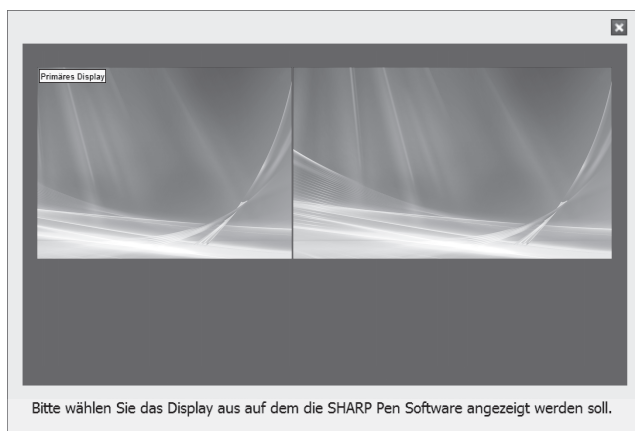 Primäres Display
Bitte wählen Sie das Display aus auf dem die SHARP Pen Software angezeigt werden soll.